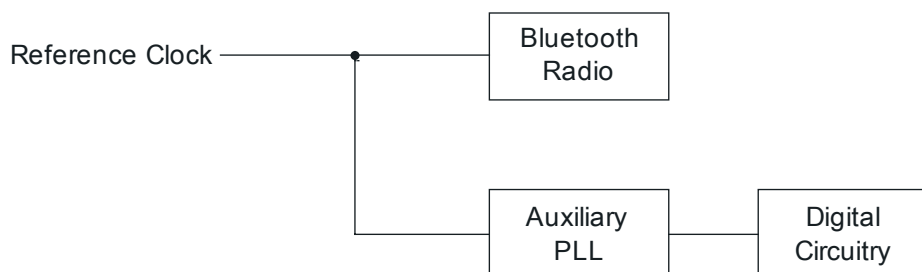 Reference Clock
Bluetooth
Radio
Auxiliary
PLL
Digital
Circuitry